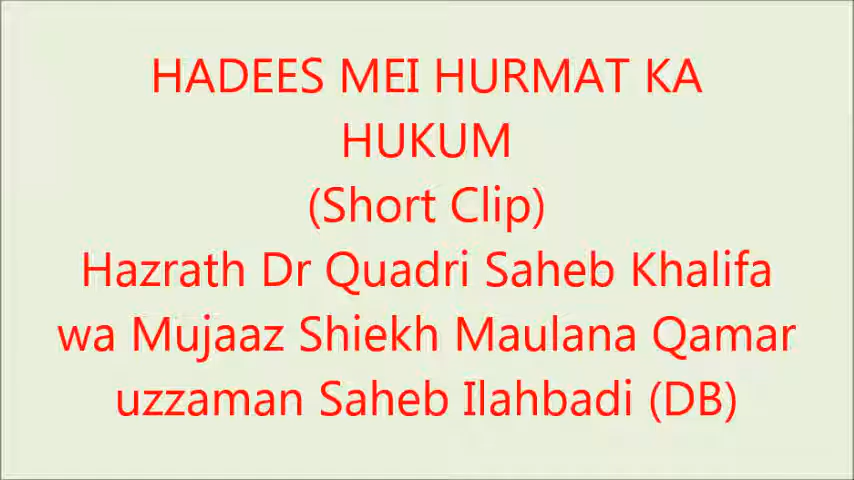 HADEES MEI HURMAT KA
HUKUM
(Short Clip)
Hazrath Dr Quadri Saheb Khalifa
wa Mujaaz Shiekh Maulana Qamar
uzzaman Saheb Ilahbadi (DB)